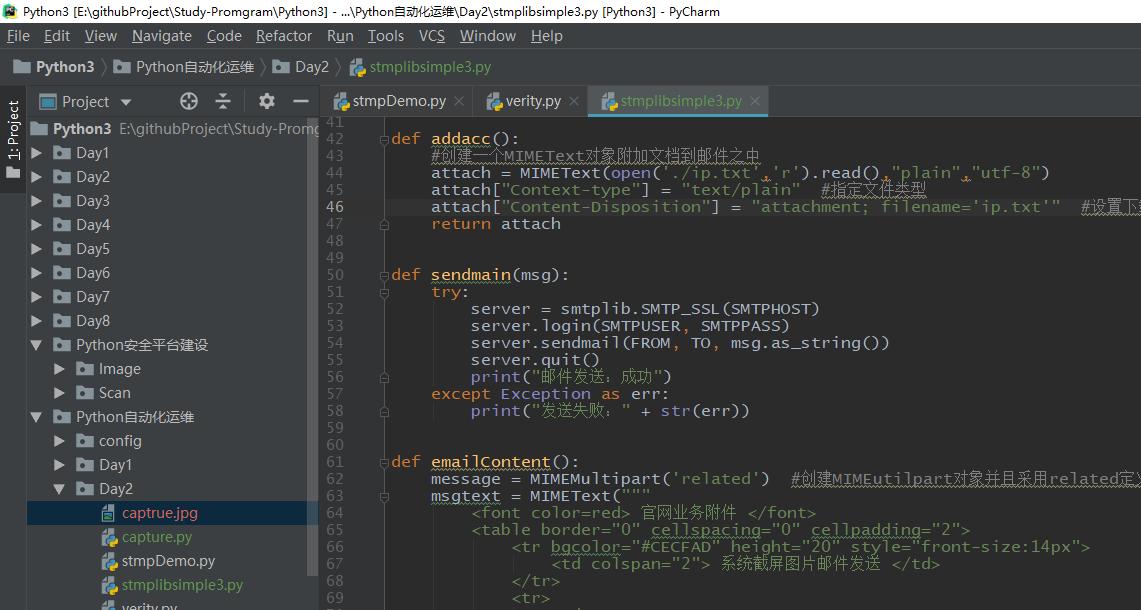 Python3 [E:\githubProject\Study-Promgram\Python3] - ...\Python自动化运维\Day2\stmplibsimple3.py [Python3] - PyCharm
File Edit View Navigate Code Refactor Run Tools VCS Window Help
Python3 Python自动化运维 Day2 stmplibsimple3.py
1: Project
Project
stmpDemo.py verity.py stmplibsimple3.py
Python3 E:\githubProject\Study-Promg
Day1
Day2
Day3
Day4
Day5
Day6
Day7
Day8
Python安全平台建设
Image
Scan
Python自动化运维
config
Day1
Day2
captrue.jpg
capture.py
stmpDemo.py
stmplibsimple3.py
verity.py
41
42 def addacc():
43 #创建一个MIMEText对象附加文档到邮件之中
44 attach = MIMEText(open('./ip.txt','r').read(),"plain","utf-8")
45 attach["Context-type"] = "text/plain" #指定文件类型
46 attach["Content-Disposition"] = "attachment; filename='ip.txt'" #设置下
47 return attach
48
49
50 def sendmain(msg):
51 try:
52 server = smtplib.SMTP_SSL(SMTPHOST)
53 server.login(SMTPUSER, SMTPPASS)
54 server.sendmail(FROM, TO, msg.as_string())
55 server.quit()
56 print("邮件发送：成功")
57 except Exception as err:
58 print("发送失败：" + str(err))
59
60
61 def emailContent():
62 message = MIMEMultipart('related') #创建MIMEutilpart对象并且采用related定
63 msgtext = MIMEText("""
64 <font color=red> 官网业务附件 </font>
65 <table border="0" cellspacing="0" cellpadding="2">
66 <tr bgcolor="#CECFAD" height="20" style="front-size:14px">
67 <td colspan="2"> 系统截屏图片邮件发送 </td>
68 </tr>
69 <tr>